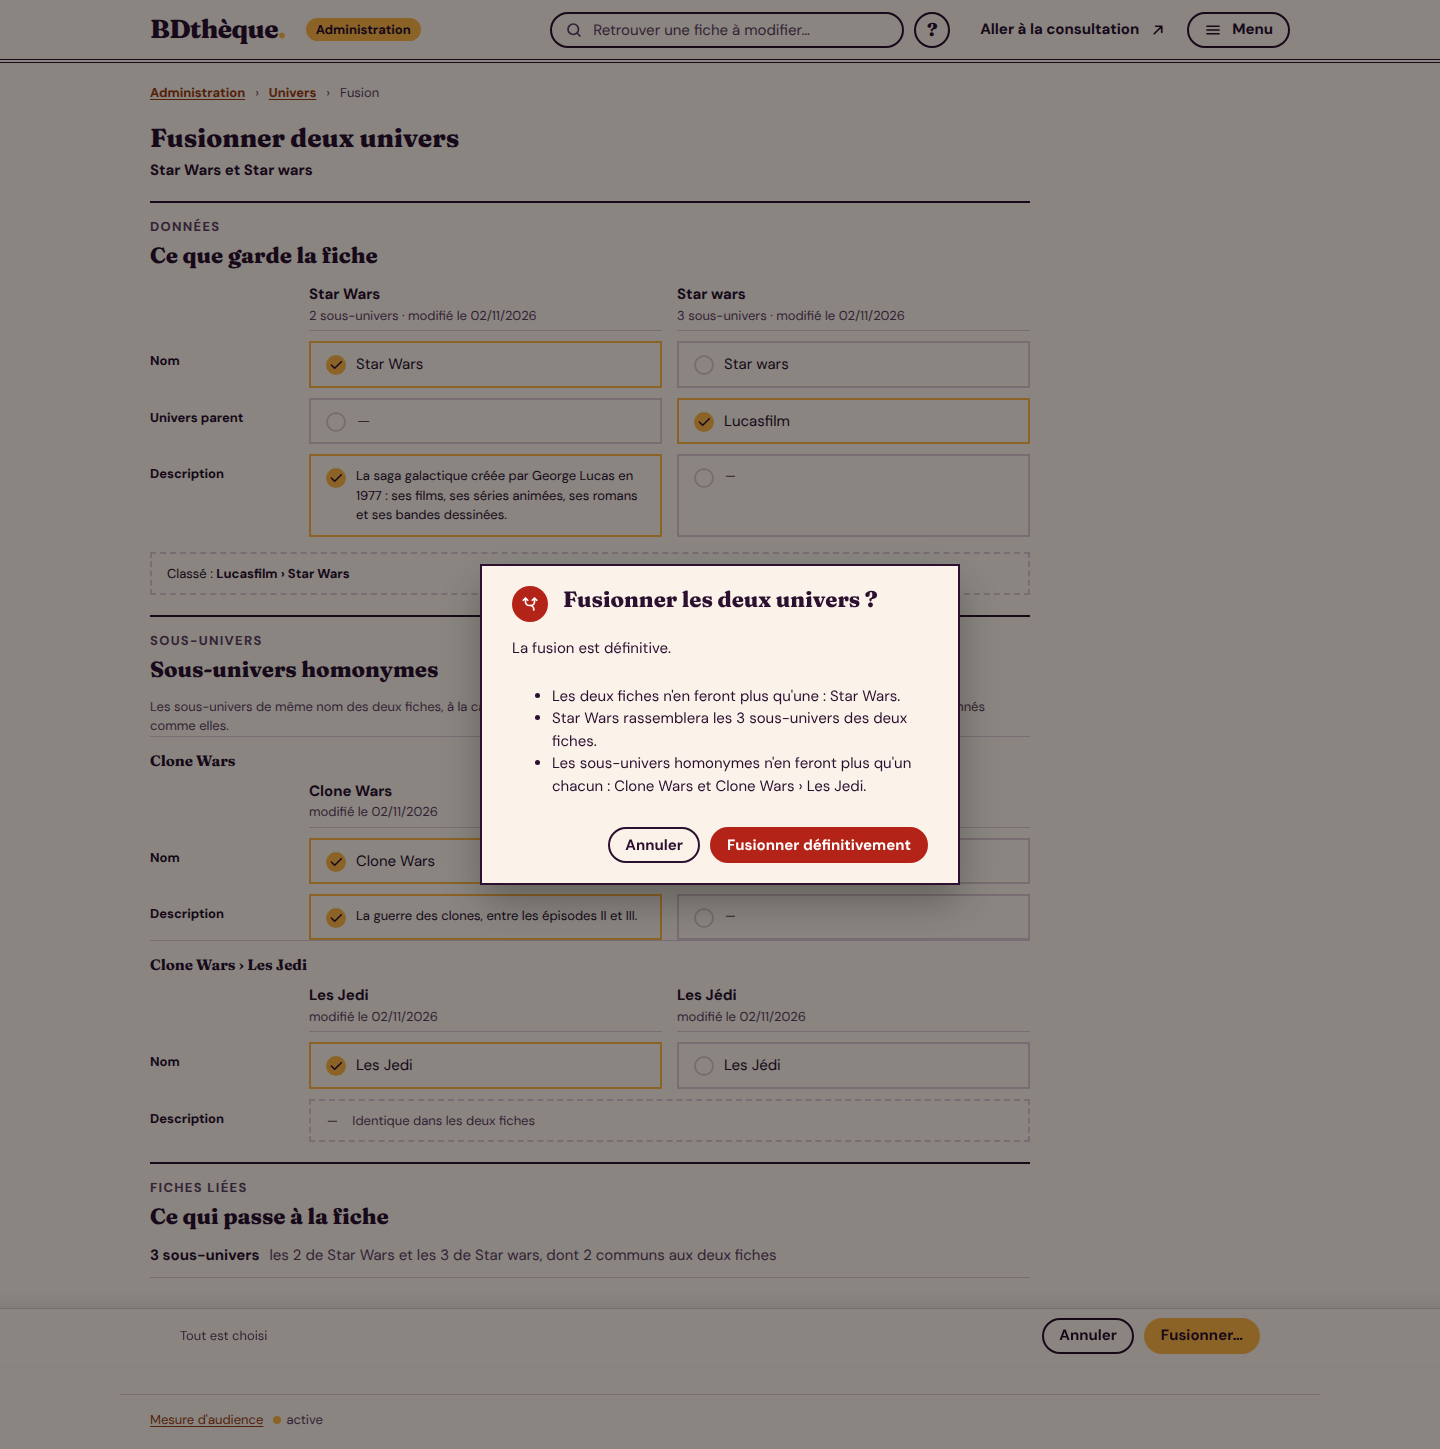 BDthèque.
Administration
Retrouver une fiche à modifier...
?
Aller à la consultation
Menu
Administration › Univers › Fusion
Fusionner deux univers
Star Wars et Star wars
DONNÉES
Ce que garde la fiche
Star Wars
2 sous-univers · modifié le 02/11/2026
Star wars
3 sous-univers · modifié le 02/11/2026
Nom
Star Wars
Star wars
Univers parent
—
Lucasfilm
Description
La saga galactique créée par George Lucas en
1977 : ses films, ses séries animées, ses romans
et ses bandes dessinées.
—
Classé : Lucasfilm › Star Wars
SOUS-UNIVERS
Sous-univers homonymes
Les sous-univers de même nom des deux fiches, à la
comme elles.
Clone Wars
Clone Wars
modifié le 02/11/2026
Nom
Clone Wars
Description
La guerre des clones, entre les épisodes II et III.
—
Fusionner les deux univers ?
La fusion est définitive.
• Les deux fiches n'en feront plus qu'une : Star Wars.
• Star Wars rassemblera les 3 sous-univers des deux
fiches.
• Les sous-univers homonymes n'en feront plus qu'un
chacun : Clone Wars et Clone Wars › Les Jedi.
Annuler
Fusionner définitivement
Clone Wars › Les Jedi
Les Jedi
modifié le 02/11/2026
Les Jédi
modifié le 02/11/2026
Nom
Les Jedi
Les Jédi
Description
— Identique dans les deux fiches
FICHES LIÉES
Ce qui passe à la fiche
3 sous-univers les 2 de Star Wars et les 3 de Star wars, dont 2 communs aux deux fiches
Tout est choisi
Annuler
Fusionner...
Mesure d'audience
active